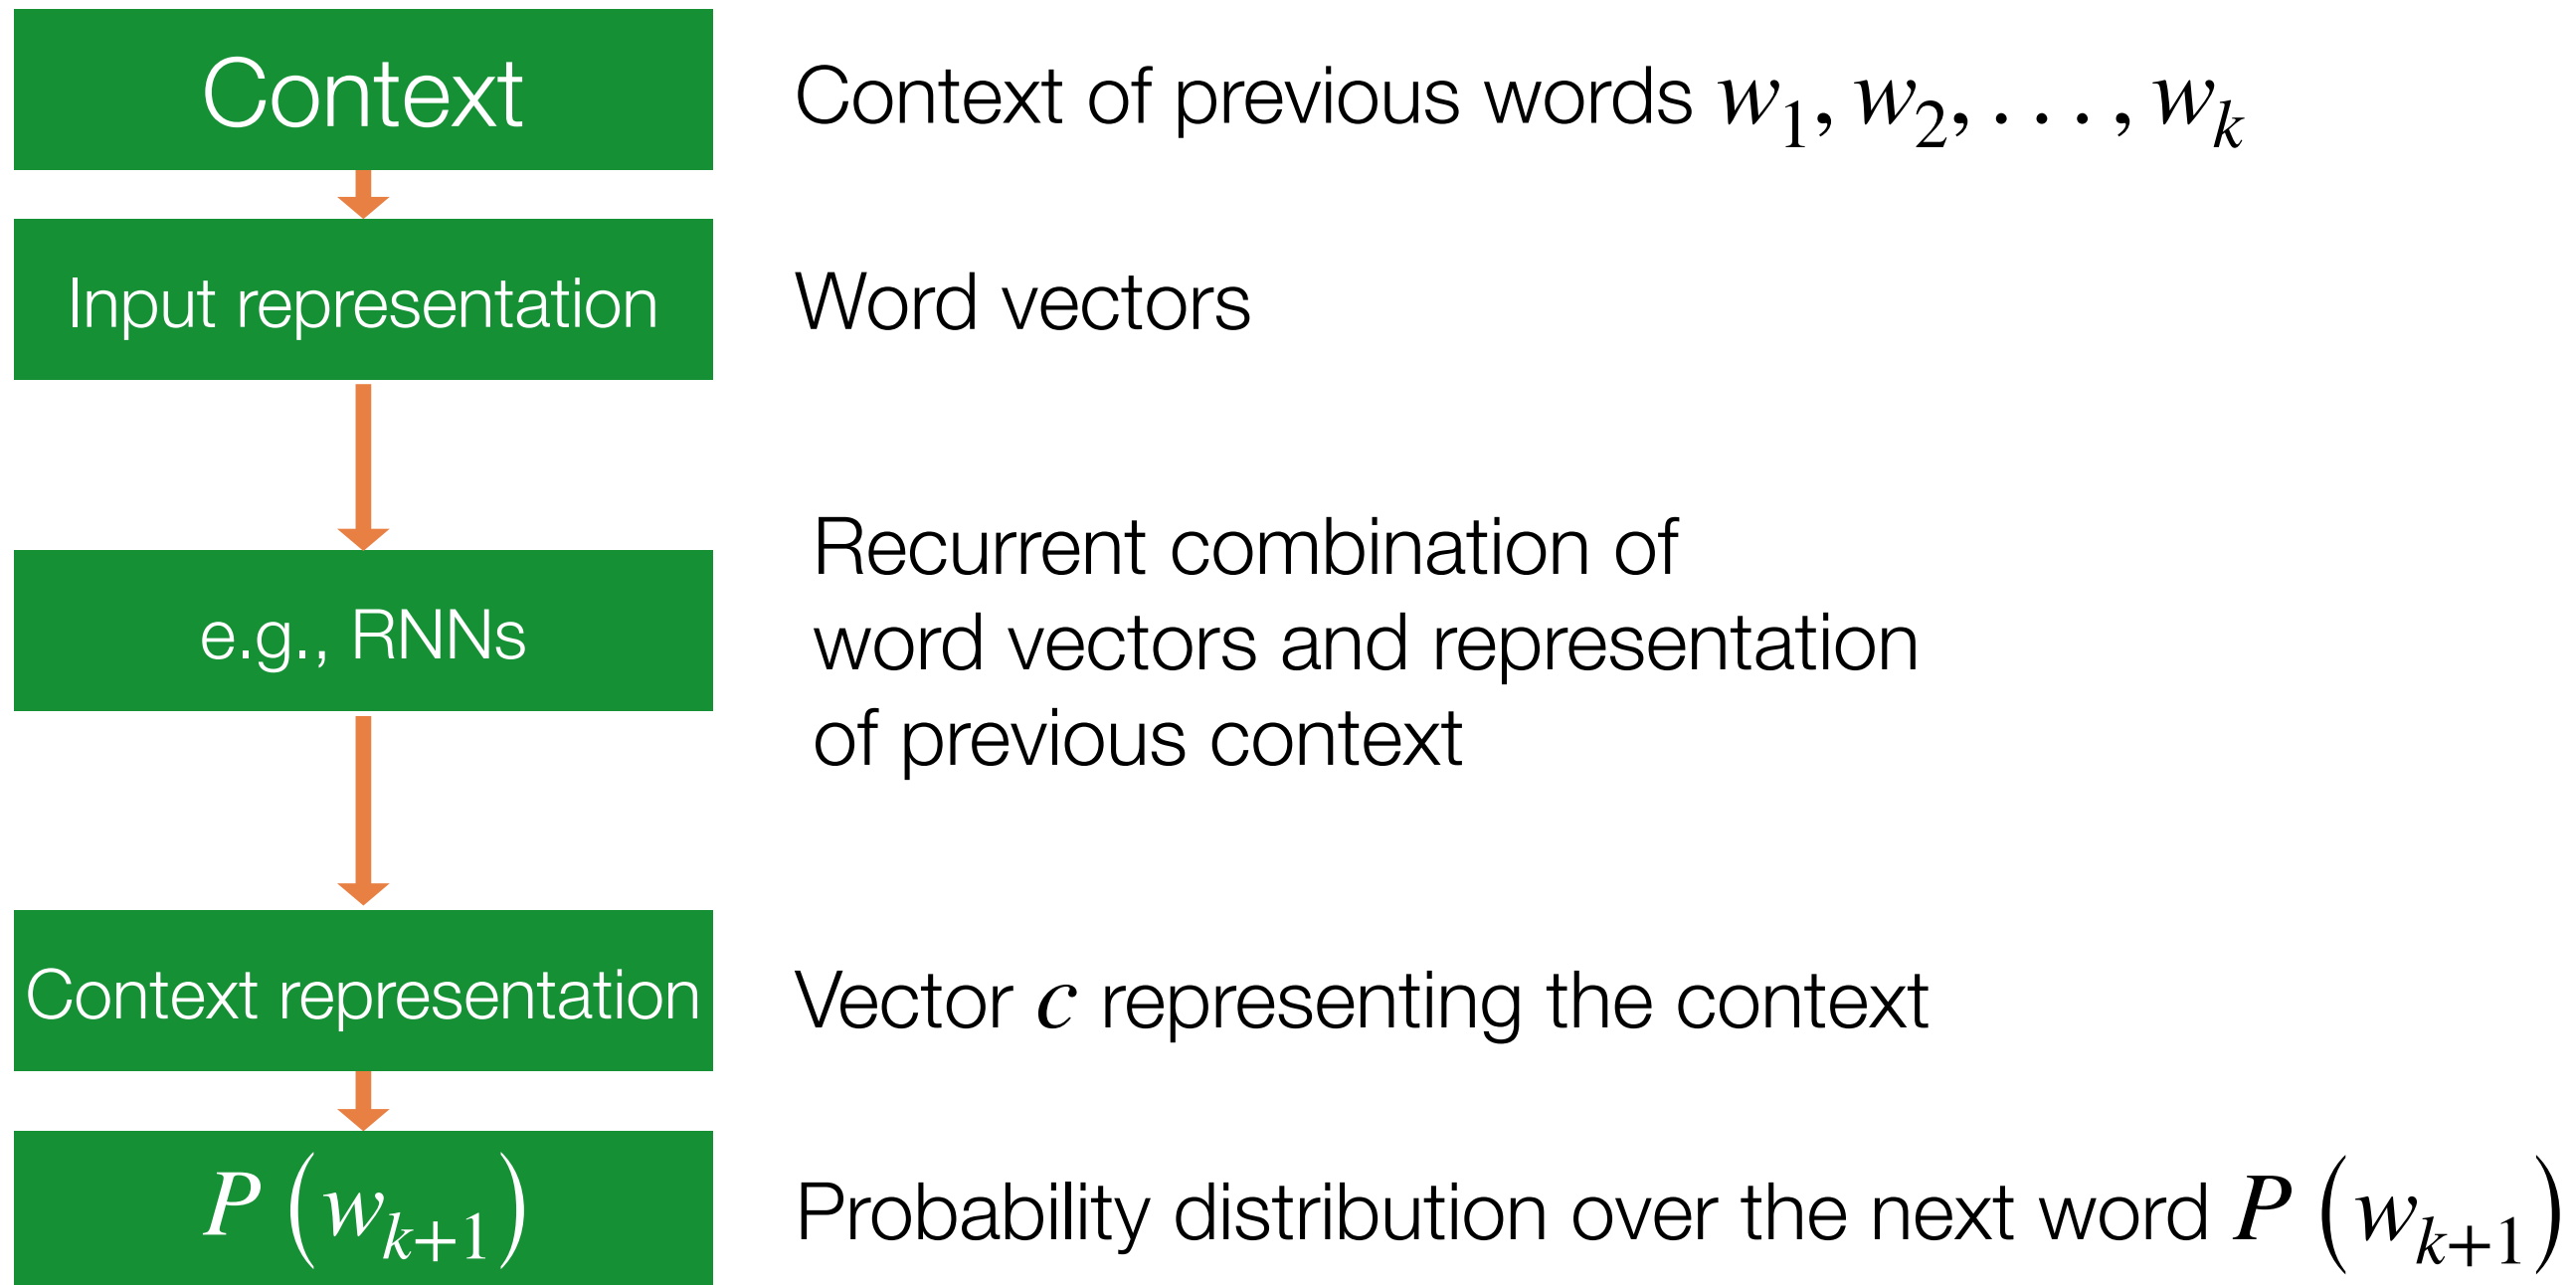 Context
Context of previous words w₁, w₂, …, wₖ
Input representation
Word vectors
e.g., RNNs
Recurrent combination of
word vectors and representation
of previous context
Context representation
Vector c representing the context
P(wₖ₊₁)
Probability distribution over the next word P(wₖ₊₁)